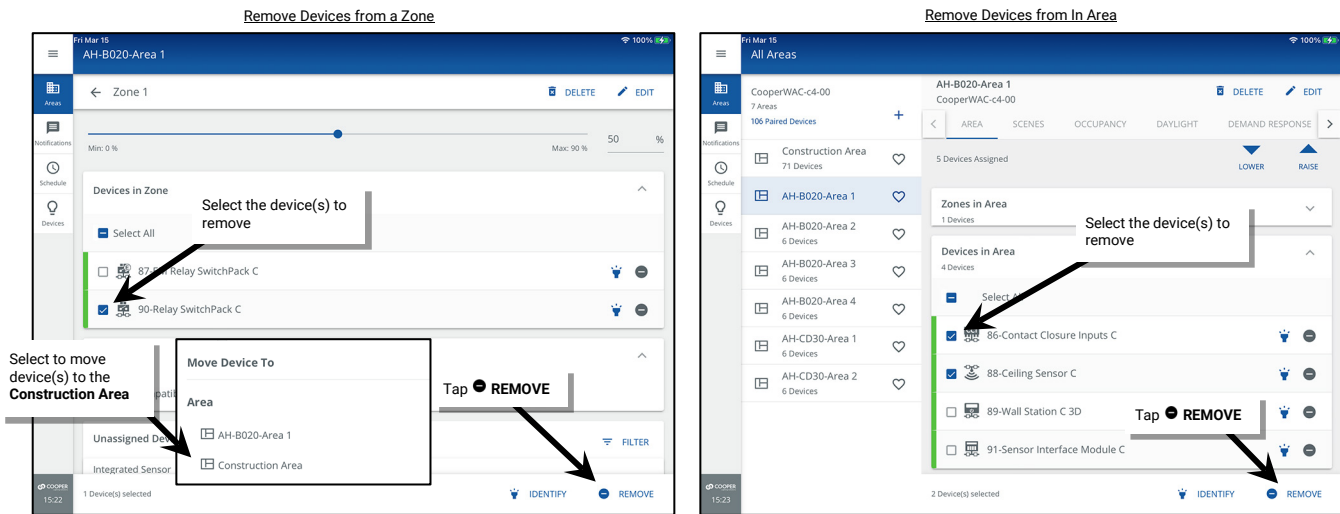 Remove Devices from a Zone
Fri Mar 15
100%
AH-B020-Area 1
Areas
Notifications
Schedule
Devices
Zone 1
DELETE
EDIT
50 %
Min: 0 %
Max: 90 %
Devices in Zone
Select the device(s) to
remove
Select All
Relay SwitchPack C
90-Relay SwitchPack C
Select to move
device(s) to the
Construction Area
Move Device To
Area
AH-B020-Area 1
Construction Area
Tap REMOVE
FILTER
Integrated Sensor
COOPER
15:22
1 Device(s) selected
IDENTIFY
REMOVE
Remove Devices from In Area
Fri Mar 15
100%
All Areas
Areas
Notifications
Schedule
Devices
CooperWAC-c4-00
7 Areas
106 Paired Devices
+
Construction Area
71 Devices
AH-B020-Area 1
AH-B020-Area 2
6 Devices
AH-B020-Area 3
6 Devices
AH-B020-Area 4
6 Devices
AH-CD30-Area 1
6 Devices
AH-CD30-Area 2
6 Devices
AH-B020-Area 1
CooperWAC-c4-00
DELETE
EDIT
AREA SCENES OCCUPANCY DAYLIGHT DEMAND RESPONSE
5 Devices Assigned
LOWER
RAISE
Zones in Area
1 Devices
Select the device(s) to
remove
Devices in Area
4 Devices
Select
86-Contact Closure Inputs C
88-Ceiling Sensor C
89-Wall Station C 3D
Tap REMOVE
91-Sensor Interface Module C
COOPER
15:23
2 Device(s) selected
IDENTIFY
REMOVE